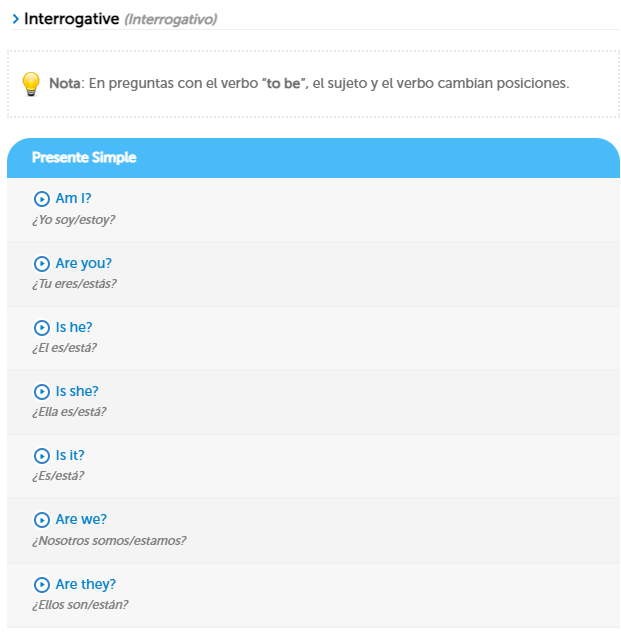 Interrogative (Interrogativo)
Nota: En preguntas con el verbo "to be", el sujeto y el verbo cambian posiciones.
Presente Simple
Am I?
¿Yo soy/estoy?
Are you?
¿Tu eres/estás?
Is he?
¿El es/está?
Is she?
¿Ella es/está?
Is it?
¿Es/está?
Are we?
¿Nosotros somos/estamos?
Are they?
¿Ellos son/están?